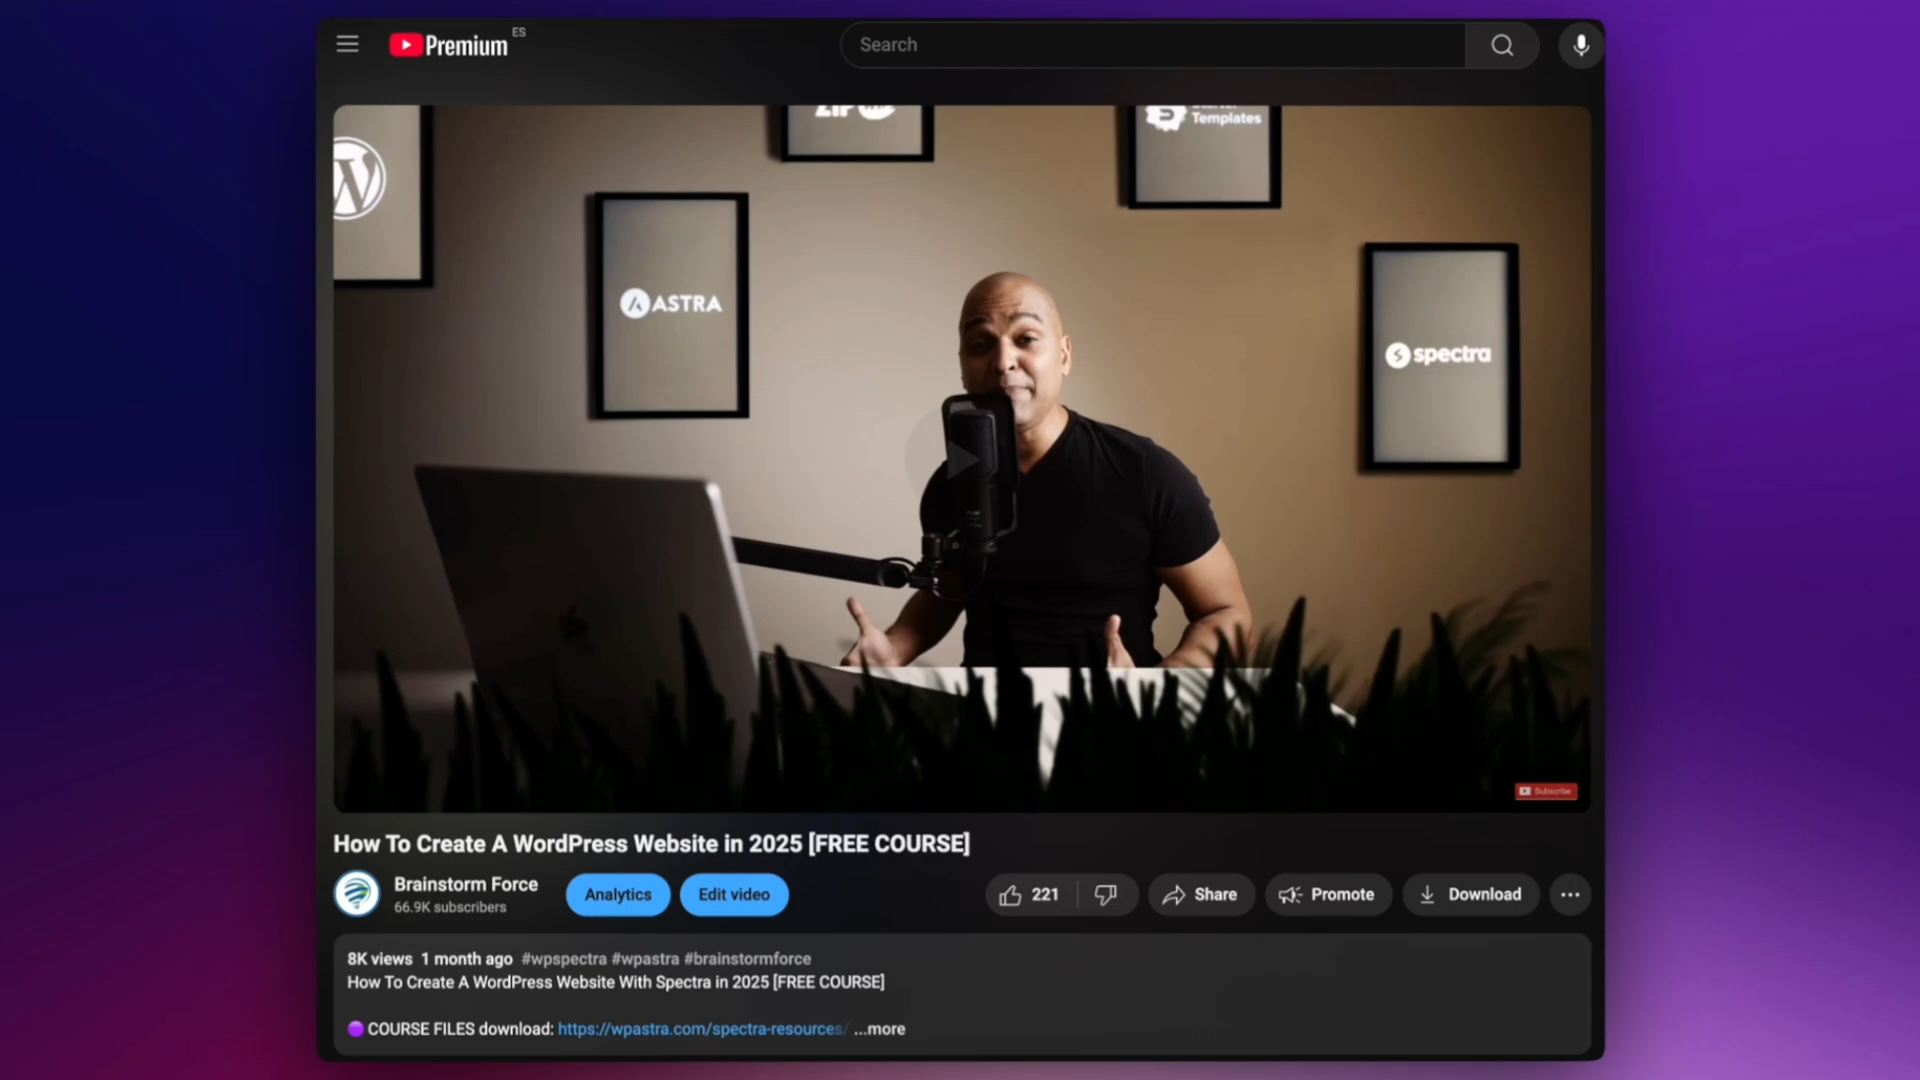 Premium ES
Search
ZIP
Templates
ASTRA
spectra
Subscribe
How To Create A WordPress Website in 2025 [FREE COURSE]
Brainstorm Force
66.9K subscribers
Analytics
Edit video
221
Share
Promote
Download
8K views 1 month ago #wpspectra #wpastra #brainstormforce
How To Create A WordPress Website With Spectra in 2025 [FREE COURSE]
COURSE FILES download: https://wpastra.com/spectra-resources/ ...more